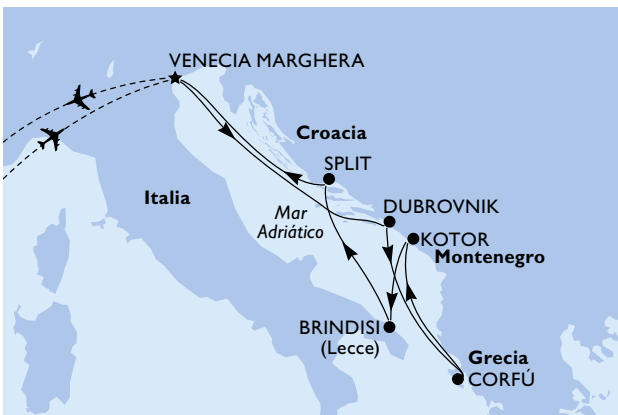 VENECIA MARGHERA
Croacia
SPLIT
Italia
Mar
Adriático
DUBROVNIK
KOTOR
Montenegro
BRINDISI
(Lecce)
Grecia
CORFÚ